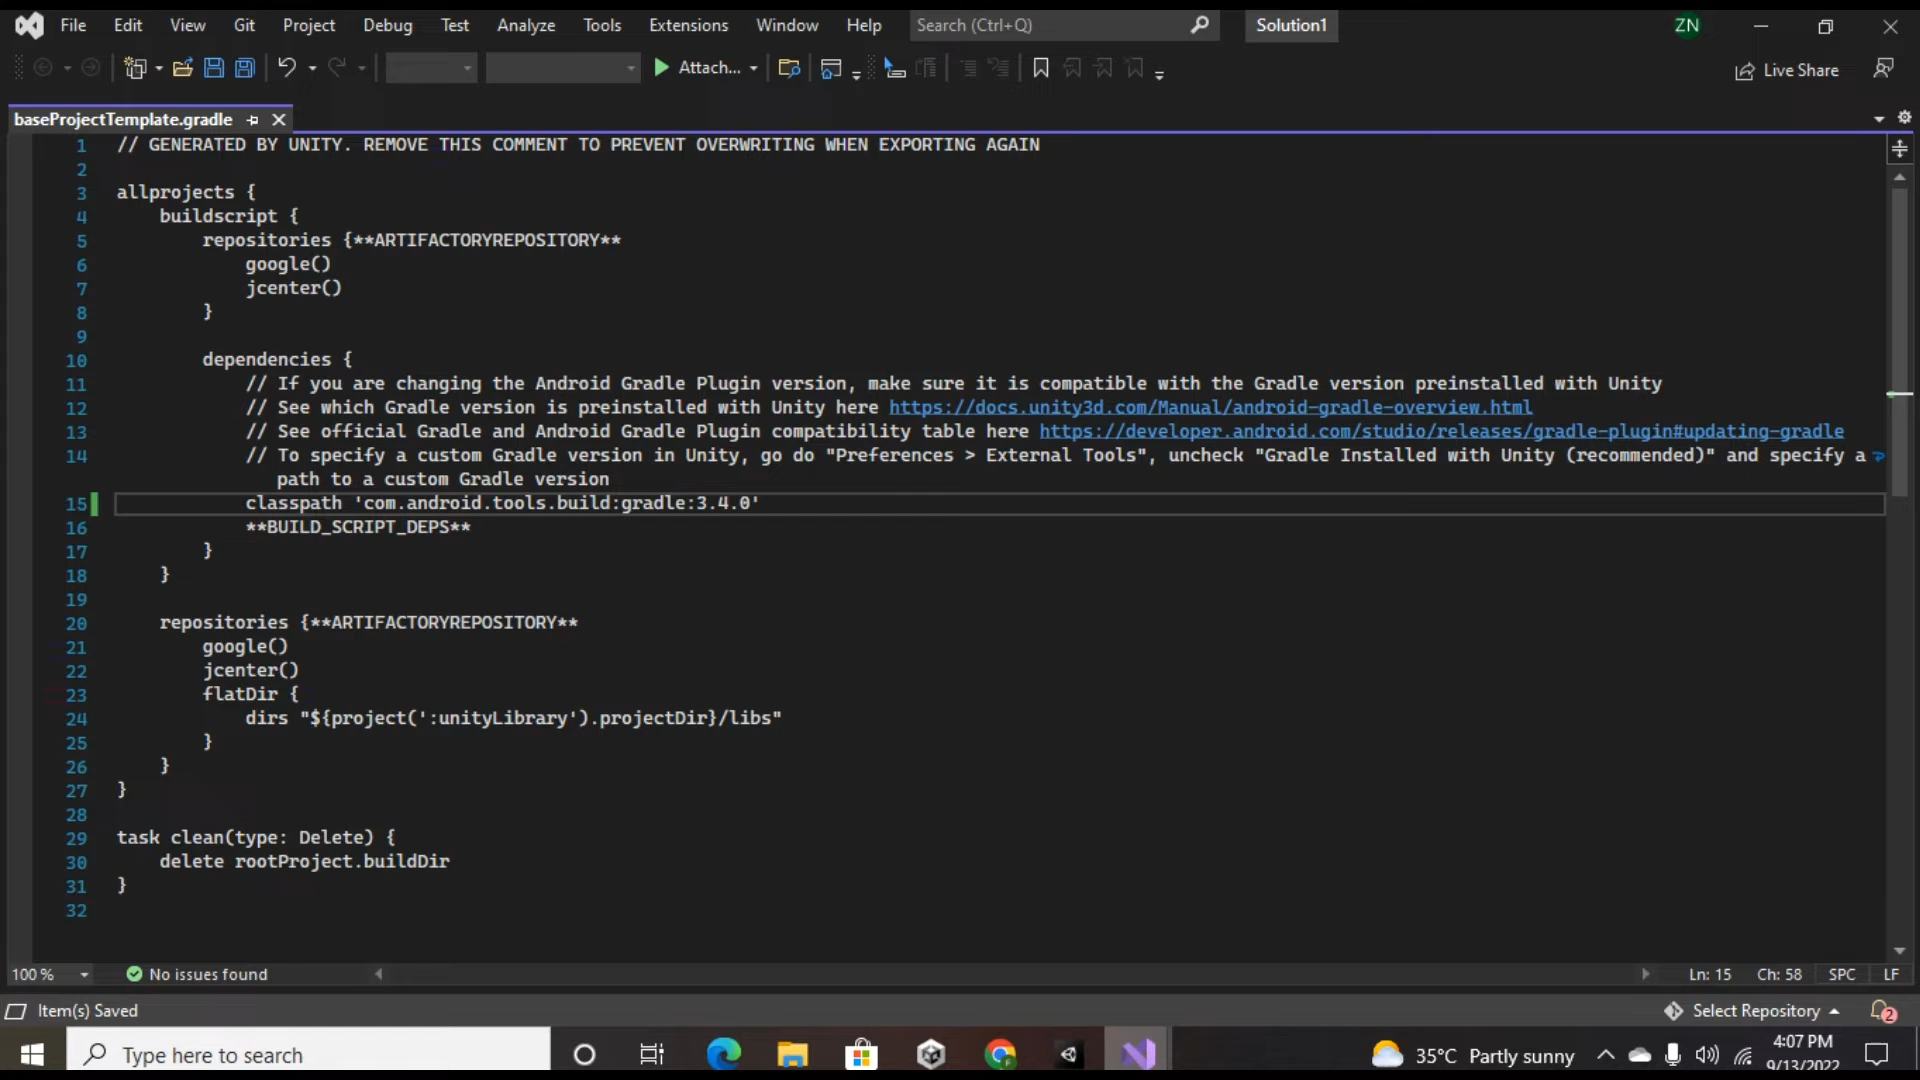 File Edit View Git Project Debug Test Analyze Tools Extensions Window Help Search (Ctrl+Q) Solution1 ZN
Attach... Live Share
baseProjectTemplate.gradle
1 // GENERATED BY UNITY. REMOVE THIS COMMENT TO PREVENT OVERWRITING WHEN EXPORTING AGAIN
2
3 allprojects {
4 buildscript {
5 repositories {**ARTIFACTORYREPOSITORY**
6 google()
7 jcenter()
8 }
9
10 dependencies {
11 // If you are changing the Android Gradle Plugin version, make sure it is compatible with the Gradle version preinstalled with Unity
12 // See which Gradle version is preinstalled with Unity here https://docs.unity3d.com/Manual/android-gradle-overview.html
13 // See official Gradle and Android Gradle Plugin compatibility table here https://developer.android.com/studio/releases/gradle-plugin#updating-gradle
14 // To specify a custom Gradle version in Unity, go do "Preferences > External Tools", uncheck "Gradle Installed with Unity (recommended)" and specify a
path to a custom Gradle version
15 classpath 'com.android.tools.build:gradle:3.4.0'
16 **BUILD_SCRIPT_DEPS**
17 }
18 }
19
20 repositories {**ARTIFACTORYREPOSITORY**
21 google()
22 jcenter()
23 flatDir {
24 dirs "${project(':unityLibrary').projectDir}/libs"
25 }
26 }
27 }
28
29 task clean(type: Delete) {
30 delete rootProject.buildDir
31 }
32
100 % No issues found Ln: 15 Ch: 58 SPC LF
Item(s) Saved Select Repository 2
Type here to search 35°C Partly sunny 4:07 PM
9/13/2022